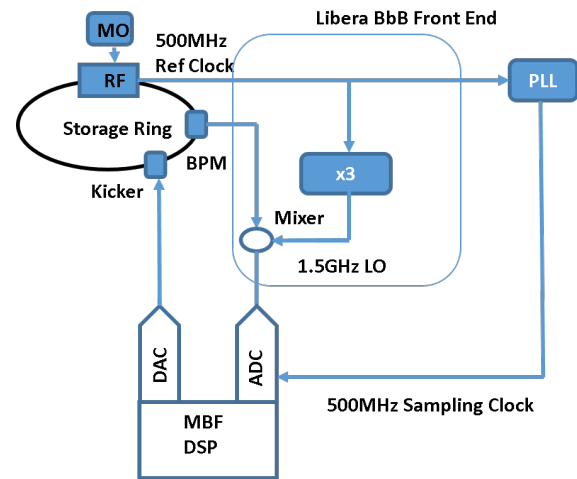 Libera BbB Front End
MO
500MHz
Ref Clock
RF
PLL
Storage Ring
BPM
x3
Kicker
Mixer
1.5GHz LO
DAC
ADC
500MHz Sampling Clock
MBF
DSP